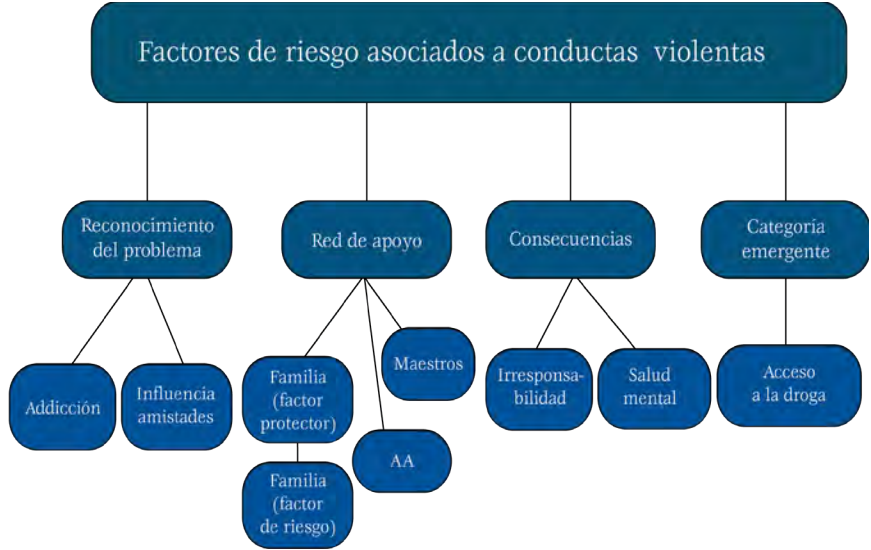 Factores de riesgo asociados a conductas violentas
Reconocimiento
del problema
Red de apoyo
Consecuencias
Categoría
emergente
Addicción
Influencia
amistades
Familia
(factor
protector)
Familia
(factor
de riesgo)
AA
Maestros
Irresponsa-
bilidad
Salud
mental
Acceso
a la droga